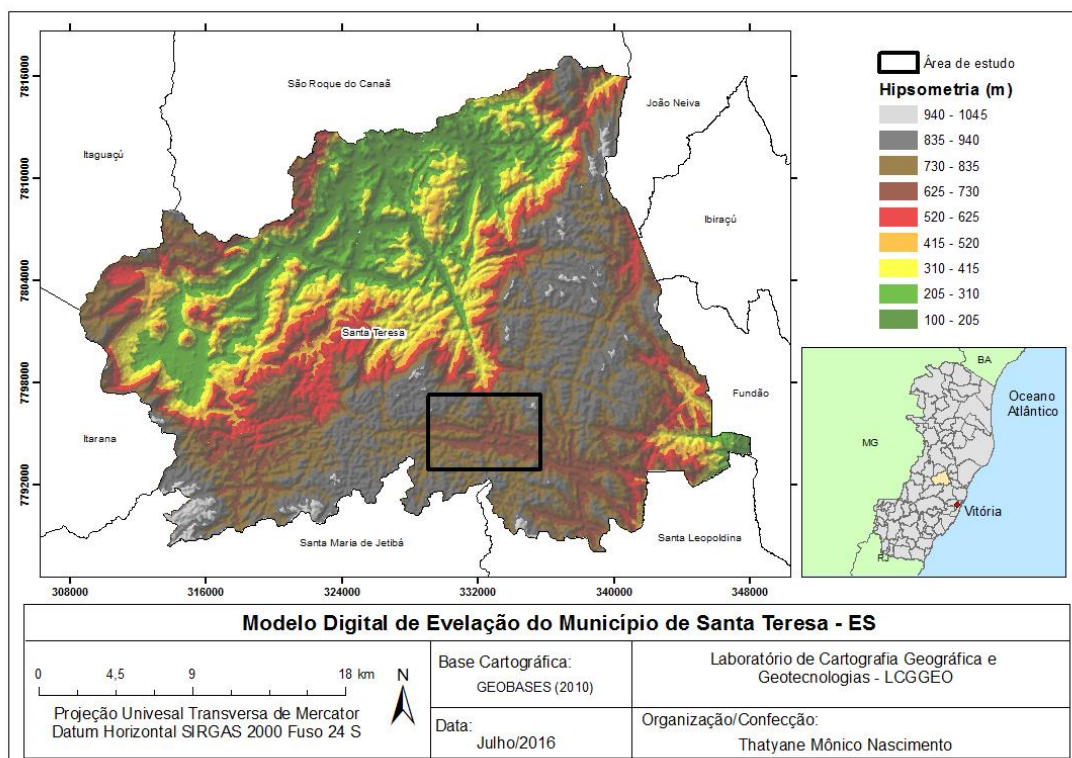 7816000
7810000
7804000
7798000
7792000
308000
316000
324000
332000
340000
348000
São Roque do Canaã
João Neiva
Itaguaçú
Ibiraçú
Santa Teresa
Fundão
Itarana
Santa Maria de Jetibá
Santa Leopoldina
Área de estudo
Hipsometria (m)
940 - 1045
835 - 940
730 - 835
625 - 730
520 - 625
415 - 520
310 - 415
205 - 310
100 - 205
BA
Oceano
Atlântico
MG
Vitória
RJ
Modelo Digital de Evelação do Município de Santa Teresa - ES
0 4,5 9 18 km
N
Projeção Univesal Transversa de Mercator
Datum Horizontal SIRGAS 2000 Fuso 24 S
Base Cartográfica:
GEOBASES (2010)
Data:
Julho/2016
Laboratório de Cartografia Geográfica e
Geotecnologias - LCGGEO
Organização/Confecção:
Thatyane Mônico Nascimento